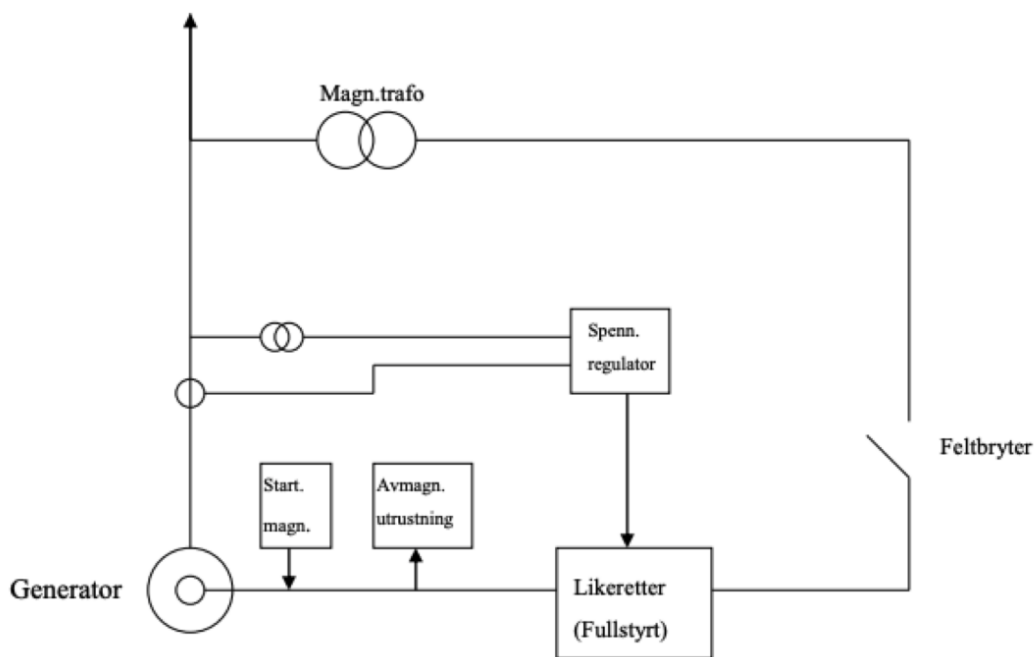 Magn.trafo
Spenn.
regulator
Feltbryter
Start.
magn.
Avmagn.
utrustning
Generator
Likeretter
(Fullstyrt)